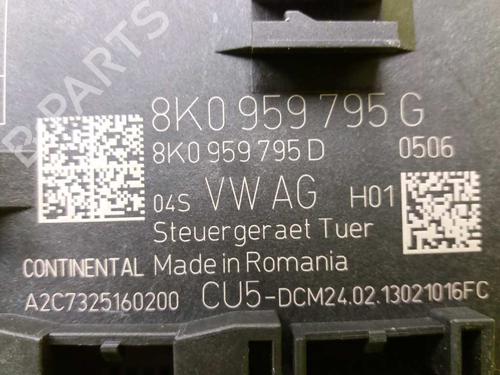 B-PARTS
8K0 959 795 G
8K0 959 795 D 0506
04S VW AG H01
Steuergeraet Tuer
CONTINENTAL Made in Romania
A2C7325160200 CU5-DCM24.02.13021016FC